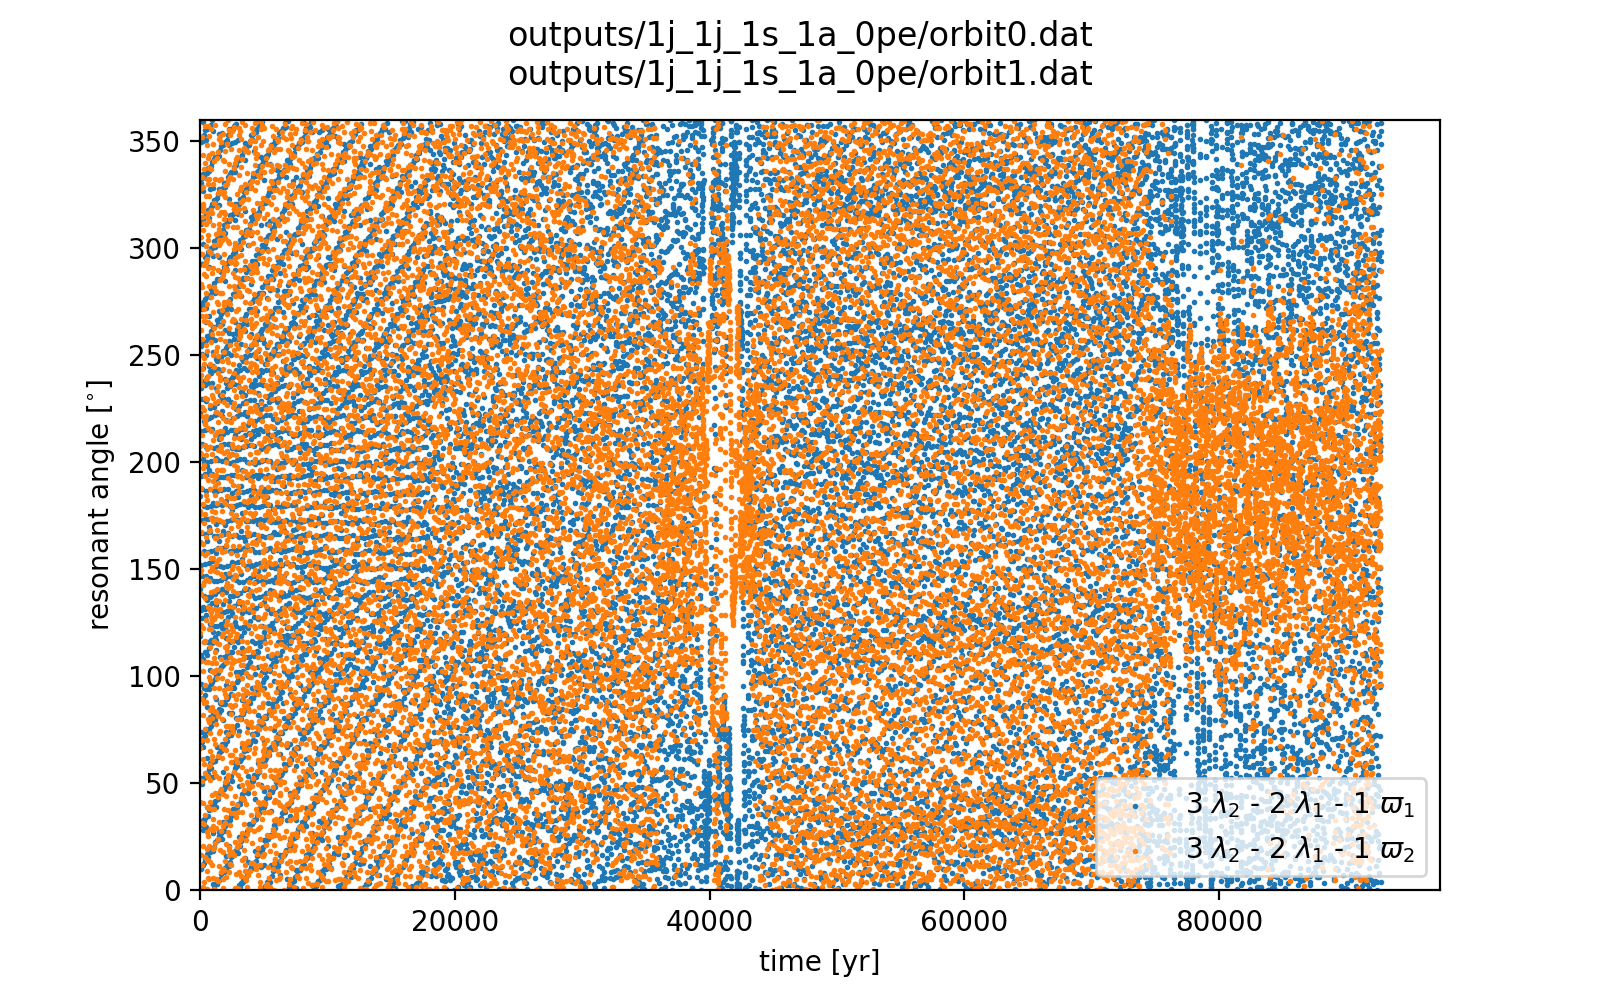 outputs/1j_1j_1s_1a_0pe/orbit0.dat
outputs/1j_1j_1s_1a_0pe/orbit1.dat
350
300
250
200
150
100
50
0
resonant angle [°]
3 λ₂ - 2 λ₁ - 1 ϖ₁
3 λ₂ - 2 λ₁ - 1 ϖ₂
0 20000 40000 60000 80000
time [yr]